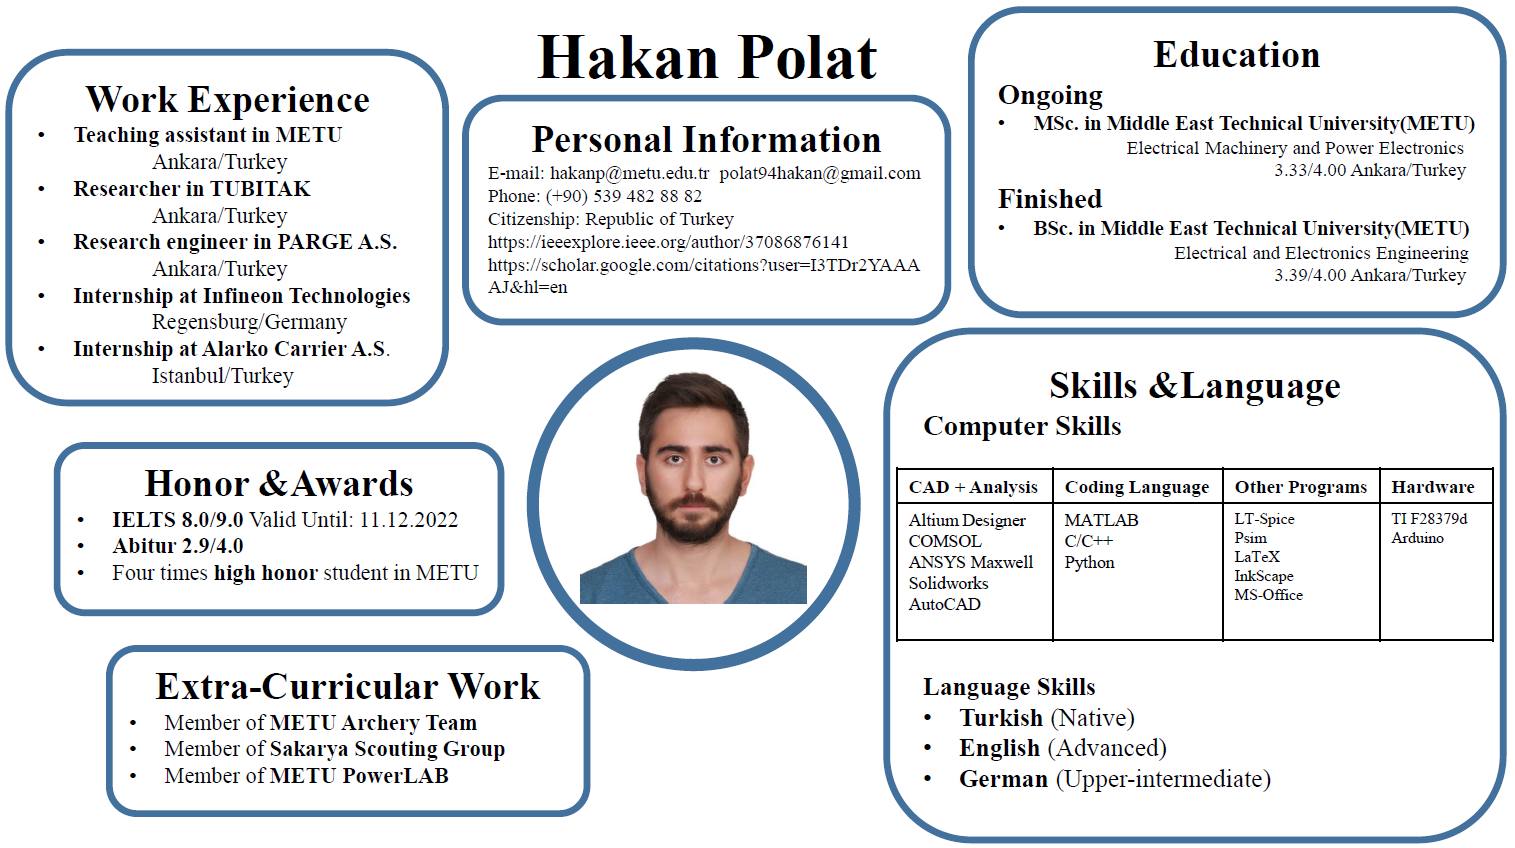 Hakan Polat
Work Experience
• Teaching assistant in METU
Ankara/Turkey
• Researcher in TUBITAK
Ankara/Turkey
• Research engineer in PARGE A.S.
Ankara/Turkey
• Internship at Infineon Technologies
Regensburg/Germany
• Internship at Alarko Carrier A.S.
Istanbul/Turkey
Personal Information
E-mail: hakanp@metu.edu.tr polat94hakan@gmail.com
Phone: (+90) 539 482 88 82
Citizenship: Republic of Turkey
https://ieeexplore.ieee.org/author/37086876141
https://scholar.google.com/citations?user=I3TDr2YAAA
AJ&hl=en
Education
Ongoing
• MSc. in Middle East Technical University(METU)
Electrical Machinery and Power Electronics
3.33/4.00 Ankara/Turkey
Finished
• BSc. in Middle East Technical University(METU)
Electrical and Electronics Engineering
3.39/4.00 Ankara/Turkey
Honor &Awards
• IELTS 8.0/9.0 Valid Until: 11.12.2022
• Abitur 2.9/4.0
• Four times high honor student in METU
Extra-Curricular Work
• Member of METU Archery Team
• Member of Sakarya Scouting Group
• Member of METU PowerLAB
Skills &Language
Computer Skills
CAD + Analysis
Altium Designer
COMSOL
ANSYS Maxwell
Solidworks
AutoCAD
Coding Language
MATLAB
C/C++
Python
Other Programs
LT-Spice
Psim
LaTeX
InkScape
MS-Office
Hardware
TI F28379d
Arduino
Language Skills
• Turkish (Native)
• English (Advanced)
• German (Upper-intermediate)